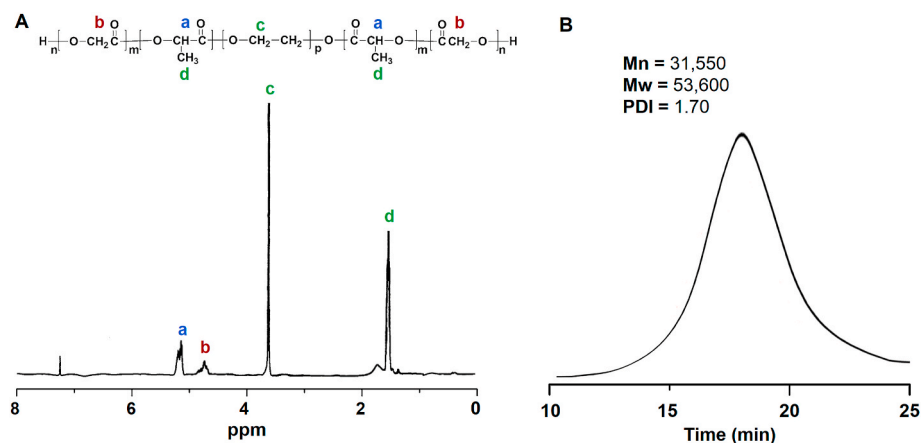 A
b a c a b
H n O CH₂ C O m O CH C O O CH₂ CH₂ p O C CH O m C CH₂ O n H
O O O O
CH₃ CH₃
d d
c
d
a
b
8 6 4 2 0
ppm
B
Mn = 31,550
Mw = 53,600
PDI = 1.70
10 15 20 25
Time (min)